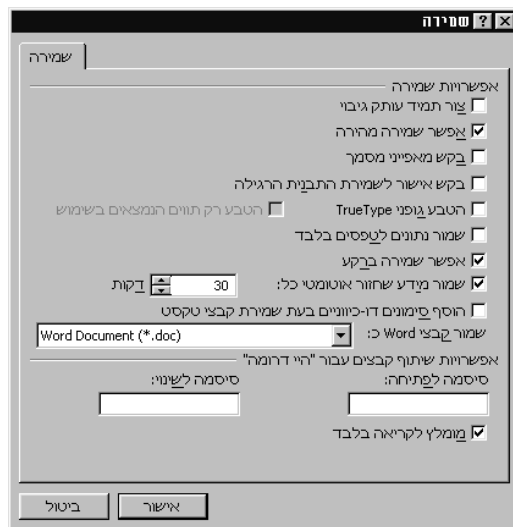 שמירה
שמירה
אפשרויות שמירה
צור תמיד עותק גיבוי
אפשר שמירה מהירה
בקש מאפייני מסמך
בקש אישור לשמירת התבנית הרגילה
הטבע גופני TrueType הטבע רק תווים הנמצאים בשימוש
שמור נתונים לטפסים בלבד
אפשר שמירה ברקע
שמור מידע שחזור אוטומטי כל: 30 דקות
הוסף סימונים דו-כיווניים בעת שמירת קבצי טקסט
שמור קבצי Word כ: Word Document (*.doc)
אפשרויות שיתוף קבצים עבור "היי דרומה"
סיסמה לפתיחה: סיסמה לשינוי:
מומלץ לקריאה בלבד
אישור ביטול